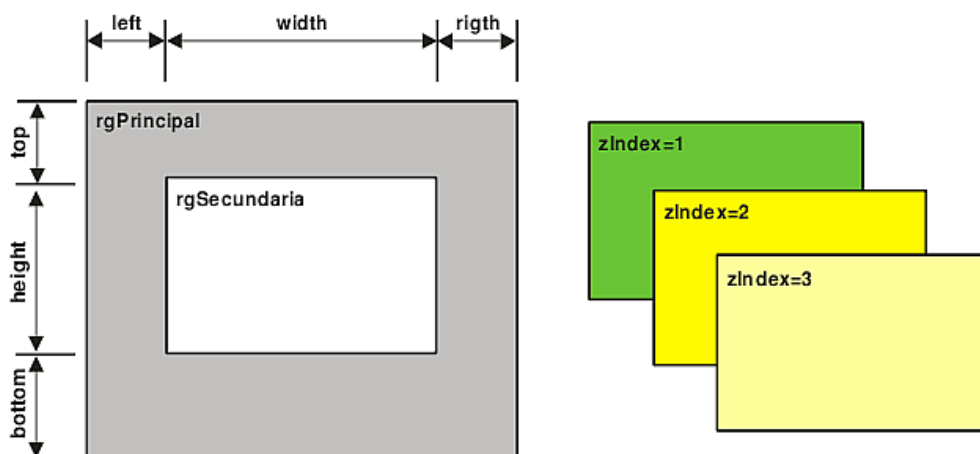 left
width
rigth
top
height
bottom
rgPrincipal
rgSecundaria
zIndex=1
zIndex=2
zIndex=3